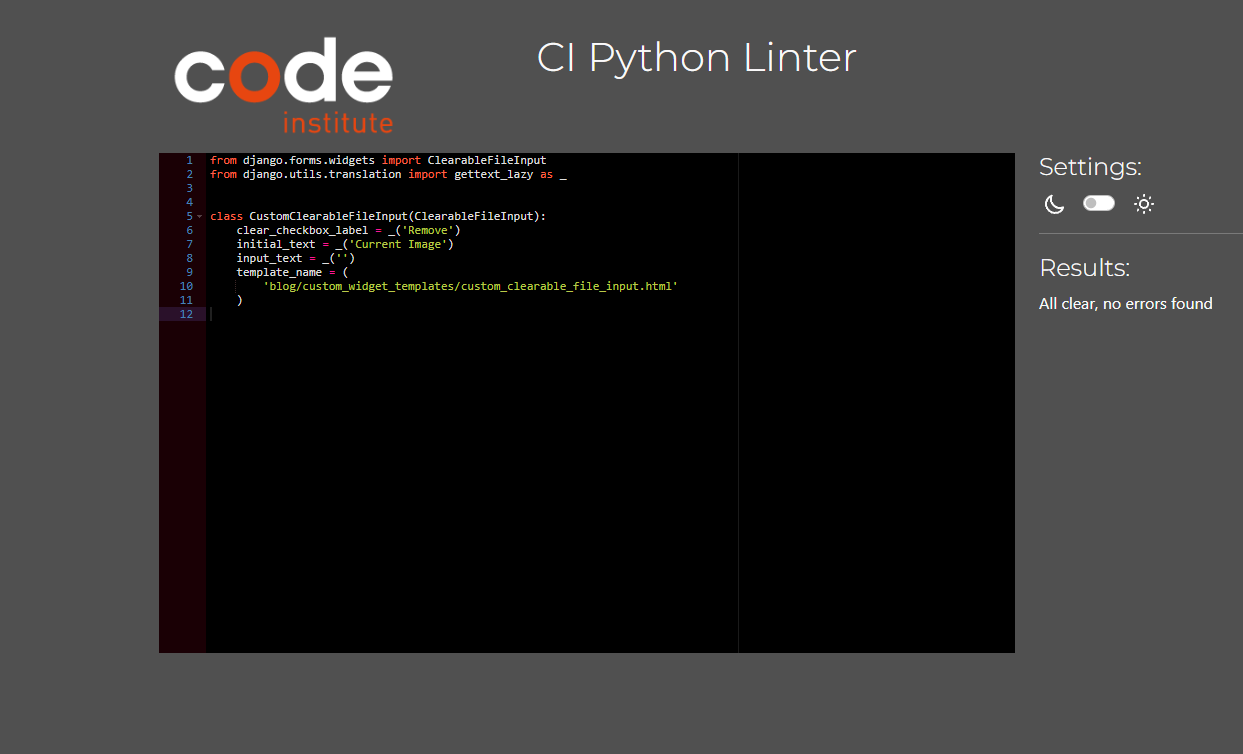 code
institute
CI Python Linter
1 from django.forms.widgets import ClearableFileInput
2 from django.utils.translation import gettext_lazy as _
3
4
5 class CustomClearableFileInput(ClearableFileInput):
6     clear_checkbox_label = _('Remove')
7     initial_text = _('Current Image')
8     input_text = _('')
9     template_name = (
10         'blog/custom_widget_templates/custom_clearable_file_input.html'
11     )
12
Settings:
Results:
All clear, no errors found